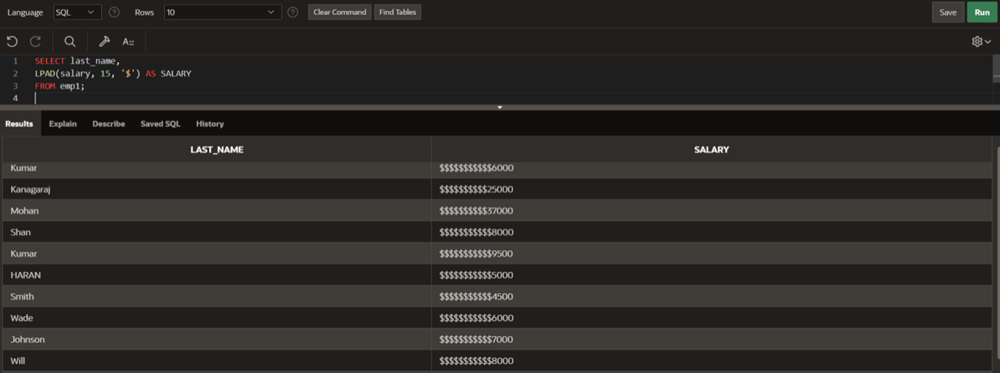 Language SQL ? Rows 10 ? Clear Command Find Tables Save Run
A..
1 SELECT last_name,
2 LPAD(salary, 15, '$') AS SALARY
3 FROM emp1;
4
Results Explain Describe Saved SQL History
LAST_NAME SALARY
Kumar $$$$$$$$$$$6000
Kanagaraj $$$$$$$$$$25000
Mohan $$$$$$$$$$37000
Shan $$$$$$$$$$$8000
Kumar $$$$$$$$$$$9500
HARAN $$$$$$$$$$$5000
Smith $$$$$$$$$$$4500
Wade $$$$$$$$$$$6000
Johnson $$$$$$$$$$$7000
Will $$$$$$$$$$$8000